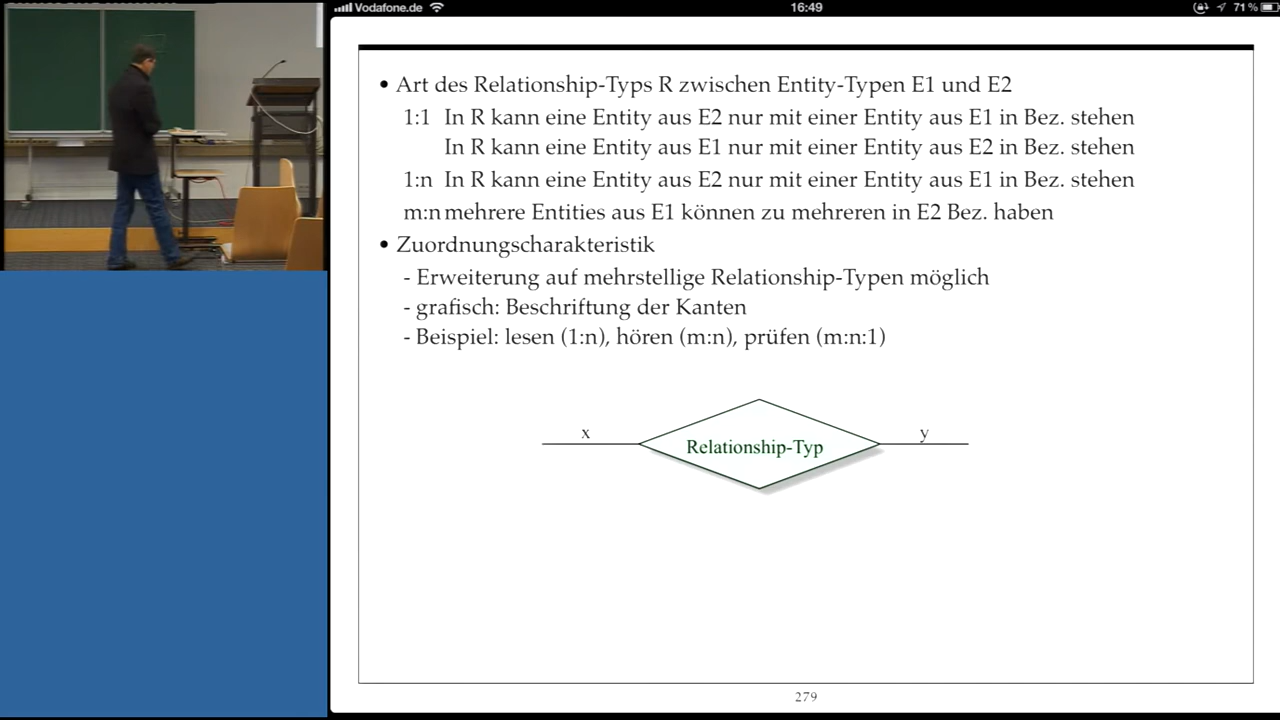 Vodafone.de 16:49 71 %
• Art des Relationship-Typs R zwischen Entity-Typen E1 und E2
1:1 In R kann eine Entity aus E2 nur mit einer Entity aus E1 in Bez. stehen
In R kann eine Entity aus E1 nur mit einer Entity aus E2 in Bez. stehen
1:n In R kann eine Entity aus E2 nur mit einer Entity aus E1 in Bez. stehen
m:n mehrere Entities aus E1 können zu mehreren in E2 Bez. haben
• Zuordnungscharakteristik
- Erweiterung auf mehrstellige Relationship-Typen möglich
- grafisch: Beschriftung der Kanten
- Beispiel: lesen (1:n), hören (m:n), prüfen (m:n:1)
x y
Relationship-Typ
279